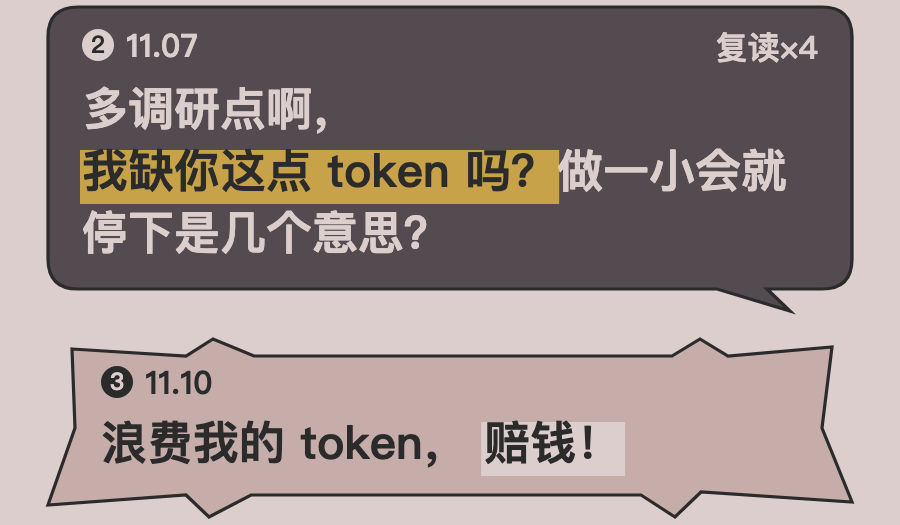 2 11.07
复读×4
多调研点啊，
我缺你这点 token 吗？做一小会就
停下是几个意思？
3 11.10
浪费我的 token， 赔钱！